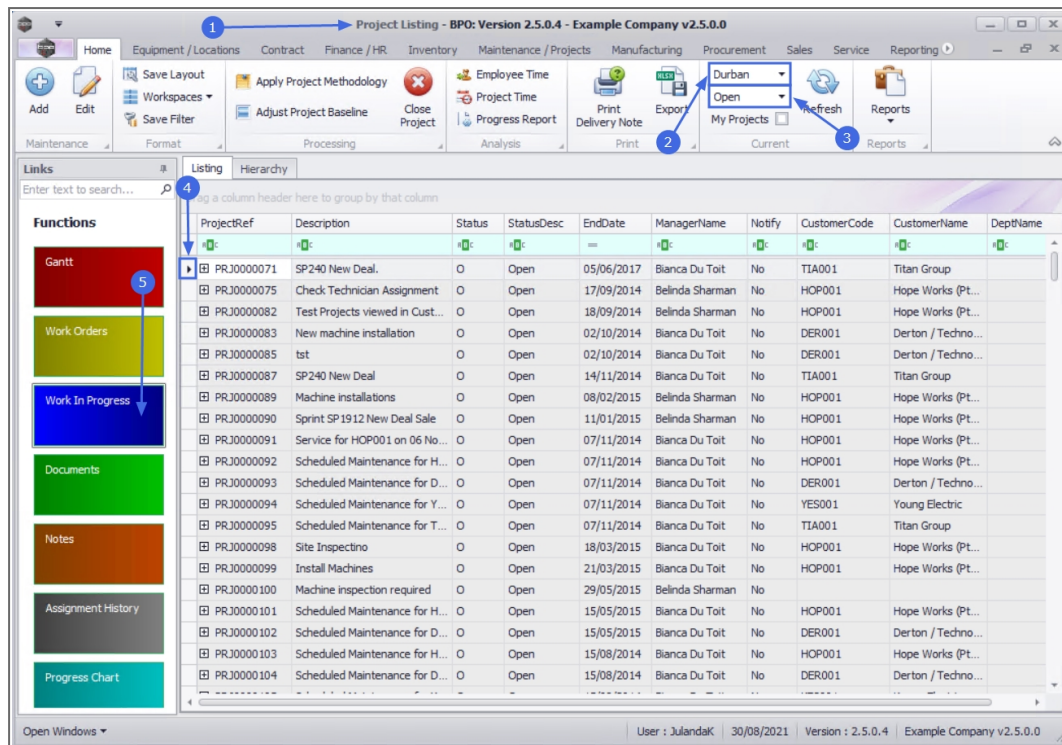 1
Project Listing - BPO: Version 2.5.0.4 - Example Company v2.5.0.0
Home Equipment / Locations Contract Finance / HR Inventory Maintenance / Projects Manufacturing Procurement Sales Service Reporting
Add
Edit
Save Layout
Workspaces
Save Filter
Apply Project Methodology
Adjust Project Baseline
Close Project
Employee Time
Project Time
Progress Report
Print Delivery Note
Export
Durban
Open
My Projects
Refresh
Reports
2
3
Maintenance Format Processing Analysis Print Current Reports
Links
Enter text to search...
Functions
Gantt
5
Work Orders
Work In Progress
Documents
Notes
Assignment History
Progress Chart
4
Listing Hierarchy
a column header here to group by that column
ProjectRef Description Status StatusDesc EndDate ManagerName Notify CustomerCode CustomerName DeptName
PRJ0000071 SP240 New Deal. O Open 05/06/2017 Bianca Du Toit No TIA001 Titan Group
PRJ0000075 Check Technician Assignment O Open 17/09/2014 Belinda Sharman No HOP001 Hope Works (Pt...
PRJ0000082 Test Projects viewed in Cust... O Open 18/09/2014 Belinda Sharman No HOP001 Hope Works (Pt...
PRJ0000083 New machine installation O Open 02/10/2014 Bianca Du Toit No DER001 Derton / Techno...
PRJ0000085 tst O Open 02/10/2014 Bianca Du Toit No DER001 Derton / Techno...
PRJ0000087 SP240 New Deal O Open 14/11/2014 Bianca Du Toit No TIA001 Titan Group
PRJ0000089 Machine installations O Open 08/02/2015 Belinda Sharman No HOP001 Hope Works (Pt...
PRJ0000090 Sprint SP1912 New Deal Sale O Open 11/01/2015 Belinda Sharman No HOP001 Hope Works (Pt...
PRJ0000091 Service for HOP001 on 06 No... O Open 07/11/2014 Bianca Du Toit No HOP001 Hope Works (Pt...
PRJ0000092 Scheduled Maintenance for H... O Open 07/11/2014 Bianca Du Toit No HOP001 Hope Works (Pt...
PRJ0000093 Scheduled Maintenance for D... O Open 07/11/2014 Bianca Du Toit No DER001 Derton / Techno...
PRJ0000094 Scheduled Maintenance for Y... O Open 07/11/2014 Bianca Du Toit No YES001 Young Electric
PRJ0000095 Scheduled Maintenance for T... O Open 07/11/2014 Bianca Du Toit No TIA001 Titan Group
PRJ0000098 Site Inspectino O Open 18/03/2015 Bianca Du Toit No HOP001 Hope Works (Pt...
PRJ0000099 Install Machines O Open 21/03/2015 Bianca Du Toit No HOP001 Hope Works (Pt...
PRJ0000100 Machine inspection required O Open 29/05/2015 Belinda Sharman No
PRJ0000101 Scheduled Maintenance for H... O Open 15/05/2015 Bianca Du Toit No HOP001 Hope Works (Pt...
PRJ0000102 Scheduled Maintenance for D... O Open 15/05/2015 Bianca Du Toit No DER001 Derton / Techno...
PRJ0000103 Scheduled Maintenance for H... O Open 15/08/2014 Bianca Du Toit No HOP001 Hope Works (Pt...
PRJ0000104 Scheduled Maintenance for D... O Open 15/08/2014 Bianca Du Toit No DER001 Derton / Techno...
Open Windows
User : JulandaK 30/08/2021 Version : 2.5.0.4 Example Company v2.5.0.0